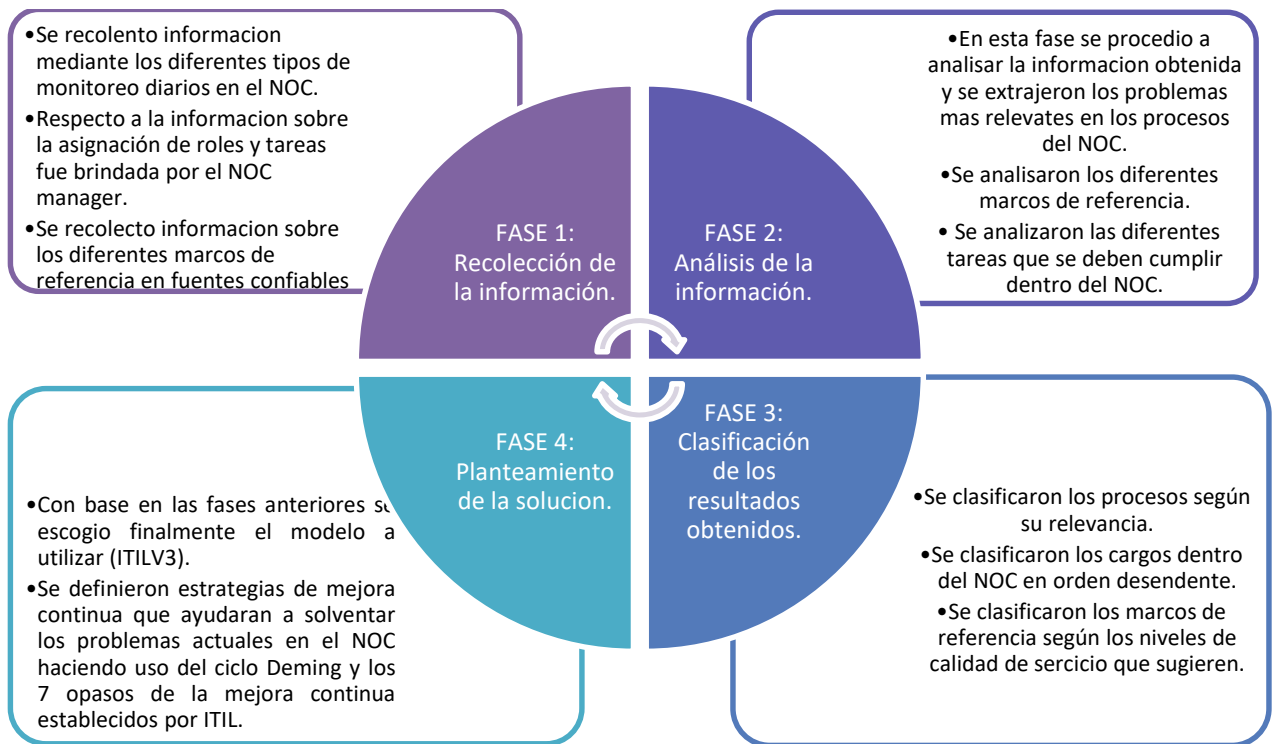 •Se recolento informacion
mediante los diferentes tipos de
monitoreo diarios en el NOC.
•Respecto a la informacion sobre
la asignación de roles y tareas
fue brindada por el NOC
manager.
•Se recolecto informacion sobre
los diferentes marcos de
referencia en fuentes confiables
•En esta fase se procedio a
analisar la informacion obtenida
y se extrajeron los problemas
mas relevates en los procesos
del NOC.
•Se analisaron los diferentes
marcos de referencia.
• Se analizaron las diferentes
tareas que se deben cumplir
dentro del NOC.
FASE 1:
Recolección de
la información.
FASE 2:
Análisis de la
información.
FASE 4:
Planteamiento
de la solucion.
FASE 3:
Clasificación
de los
resultados
obtenidos.
•Con base en las fases anteriores se
escogio finalmente el modelo a
utilizar (ITILV3).
•Se definieron estrategias de mejora
continua que ayudaran a solventar
los problemas actuales en el NOC
haciendo uso del ciclo Deming y los
7 opasos de la mejora continua
establecidos por ITIL.
•Se clasificaron los procesos según
su relevancia.
•Se clasificaron los cargos dentro
del NOC en orden desendente.
•Se clasificaron los marcos de
referencia según los niveles de
calidad de sercicio que sugieren.